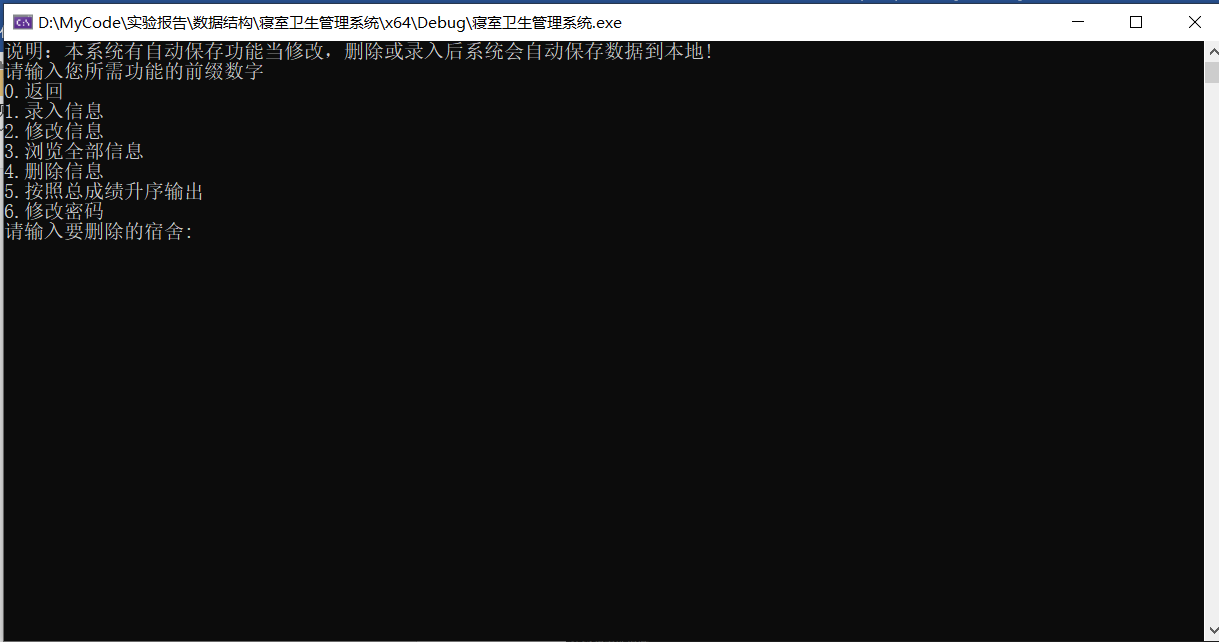 D:\MyCode\实验报告\数据结构\寝室卫生管理系统\x64\Debug\寝室卫生管理系统.exe
说明：本系统有自动保存功能当修改，删除或录入后系统会自动保存数据到本地！
请输入您所需功能的前缀数字
0.返回
1.录入信息
2.修改信息
3.浏览全部信息
4.删除信息
5.按照总成绩升序输出
6.修改密码
请输入要删除的宿舍: